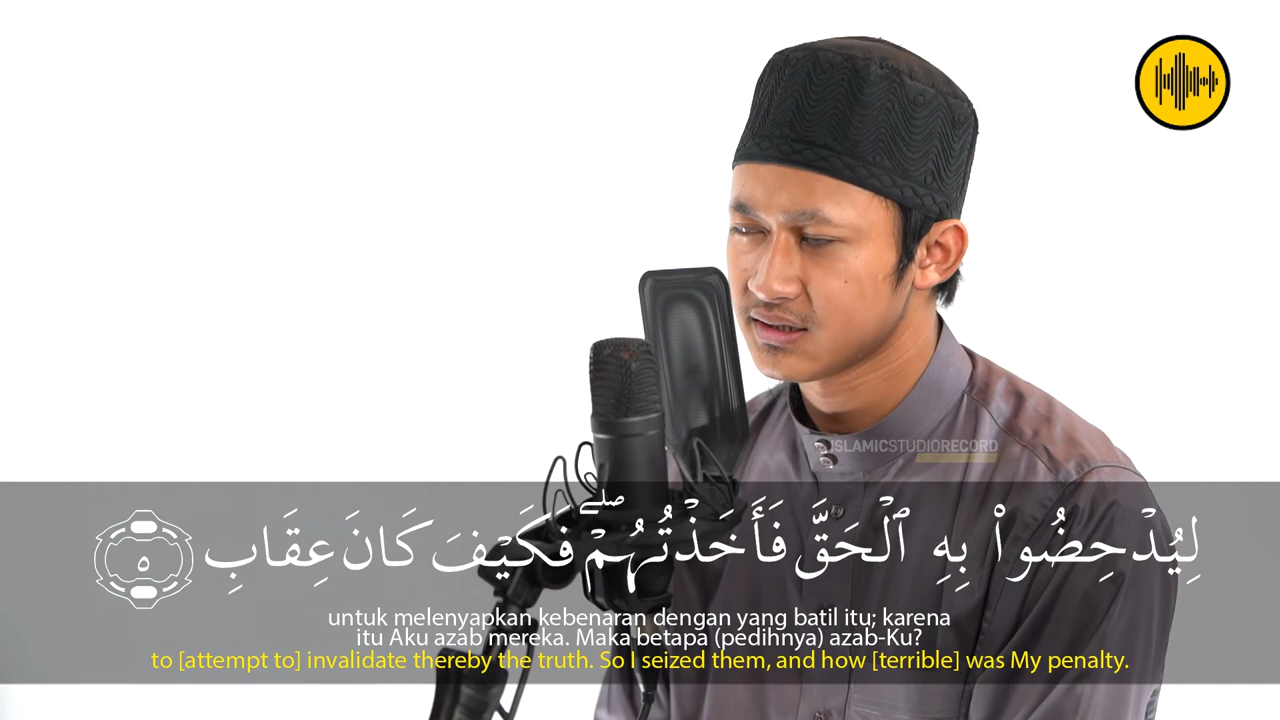 ISLAMICSTUDIORECORD
لِيُدْحِضُوا۟ بِهِ ٱلْحَقَّ فَأَخَذْتُهُمْ ۖ فَكَيْفَ كَانَ عِقَابِ ٥
untuk melenyapkan kebenaran dengan yang batil itu; karena
itu Aku azab mereka. Maka betapa (pedihnya) azab-Ku?
to [attempt to] invalidate thereby the truth. So I seized them, and how [terrible] was My penalty.